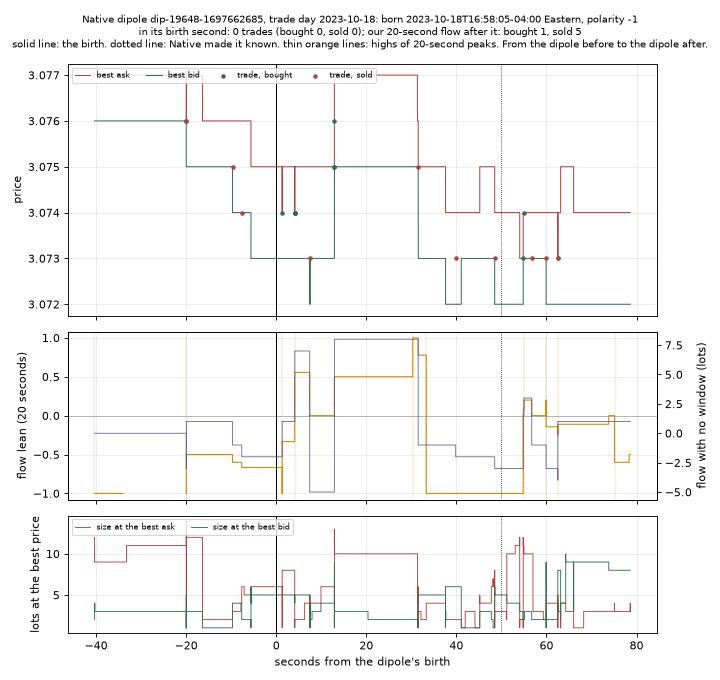 Native dipole dip-19648-1697662685, trade day 2023-10-18: born 2023-10-18T16:58:05-04:00 Eastern, polarity -1
in its birth second: 0 trades (bought 0, sold 0); our 20-second flow after it: bought 1, sold 5
solid line: the birth. dotted line: Native made it known. thin orange lines: highs of 20-second peaks. From the dipole before to the dipole after.
best ask
best bid
trade, bought
trade, sold
3.077
3.076
3.075
3.074
3.073
3.072
price
1.0
0.5
0.0
−0.5
−1.0
flow lean (20 seconds)
7.5
5.0
2.5
0.0
−2.5
−5.0
flow with no window (lots)
size at the best ask
size at the best bid
10
5
lots at the best price
−40
−20
0
20
40
60
80
seconds from the dipole's birth